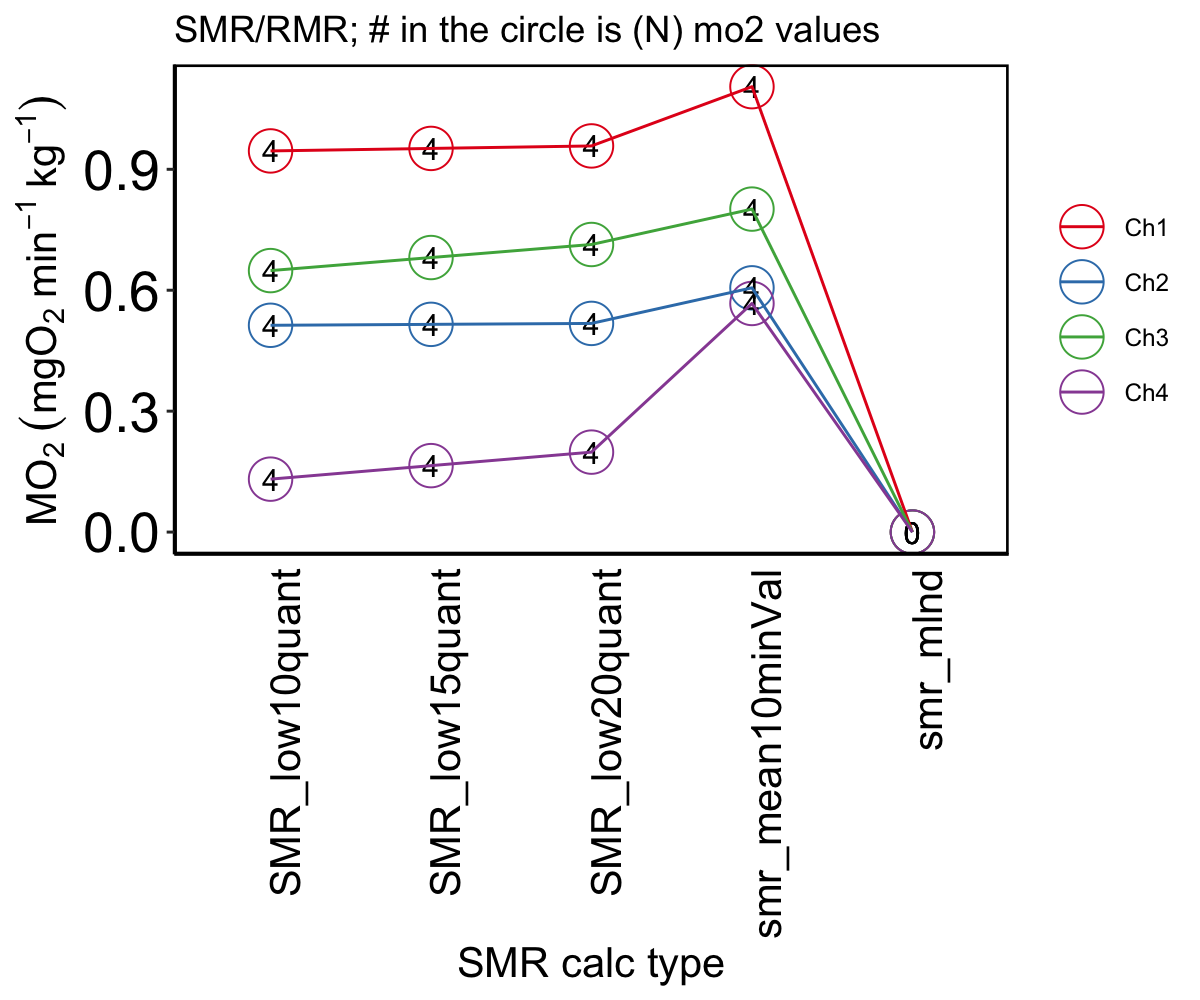 SMR/RMR; # in the circle is (N) mo2 values
MO₂ (mgO₂ min⁻¹ kg⁻¹)
0.9
0.6
0.3
0.0
4 4 4 4
4 4 4 4
4 4 4 4
4 4 4 4
0
Ch1
Ch2
Ch3
Ch4
SMR_low10quant
SMR_low15quant
SMR_low20quant
smr_mean10minVal
smr_mlnd
SMR calc type